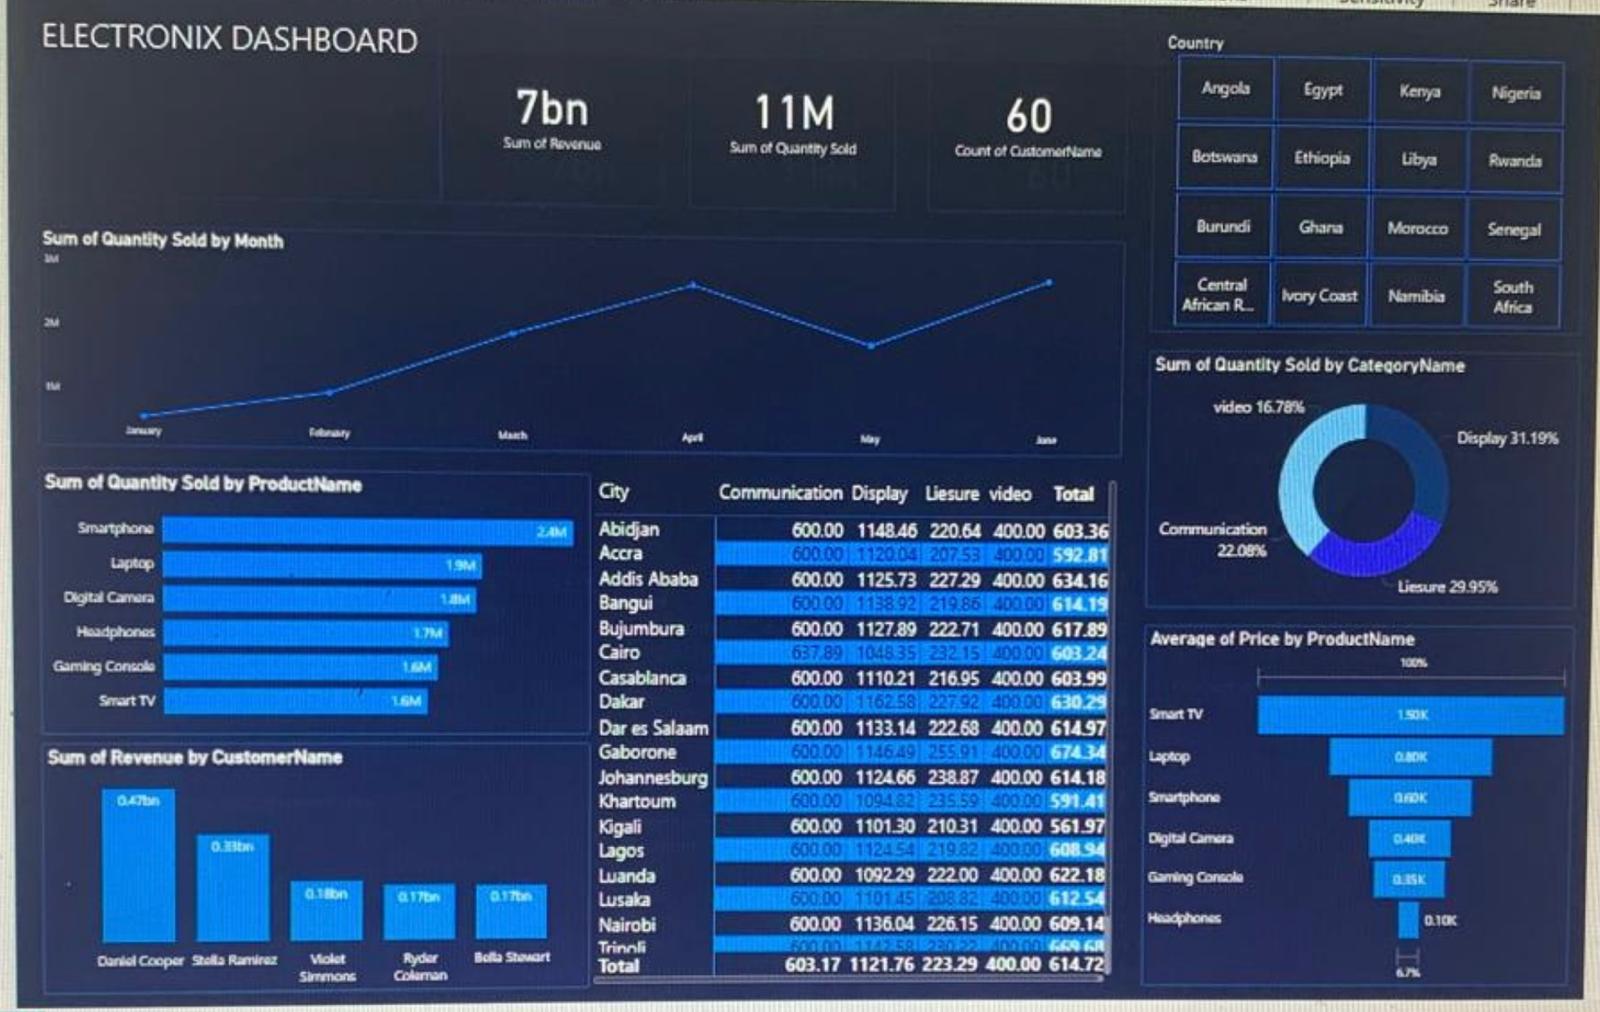 Sensitivity
Share
ELECTRONIX DASHBOARD
7bn
Sum of Revenue
11M
Sum of Quantity Sold
60
Count of CustomerName
Country
Angola
Egypt
Kenya
Nigeria
Botswana
Ethiopia
Libya
Rwanda
Burundi
Ghana
Morocco
Senegal
Central
African R...
Ivory Coast
Namibia
South
Africa
Sum of Quantity Sold by Month
3M
2M
1M
January
February
March
April
May
June
Sum of Quantity Sold by CategoryName
video 16.78%
Display 31.19%
Communication
22.08%
Liesure 29.95%
Sum of Quantity Sold by ProductName
Smartphone 2.4M
Laptop 1.9M
Digital Camera 1.8M
Headphones 1.7M
Gaming Console 1.6M
Smart TV 1.6M
City Communication Display Liesure video Total
Abidjan 600.00 1148.46 220.64 400.00 603.36
Accra 600.00 1120.04 207.53 400.00 592.81
Addis Ababa 600.00 1125.73 227.29 400.00 634.16
Bangui 600.00 1138.92 219.86 400.00 614.19
Bujumbura 600.00 1127.89 222.71 400.00 617.89
Cairo 637.89 1048.35 232.15 400.00 603.24
Casablanca 600.00 1110.21 216.95 400.00 603.99
Dakar 600.00 1162.58 227.92 400.00 630.29
Dar es Salaam 600.00 1133.14 222.68 400.00 614.97
Gaborone 600.00 1146.49 255.91 400.00 674.34
Johannesburg 600.00 1124.66 238.87 400.00 614.18
Khartoum 600.00 1094.82 235.59 400.00 591.41
Kigali 600.00 1101.30 210.31 400.00 561.97
Lagos 600.00 1124.54 219.82 400.00 608.94
Luanda 600.00 1092.29 222.00 400.00 622.18
Lusaka 600.00 1101.45 208.82 400.00 612.54
Nairobi 600.00 1136.04 226.15 400.00 609.14
Tripoli 600.00 1142.58 230.22 400.00 669.68
Total 603.17 1121.76 223.29 400.00 614.72
Average of Price by ProductName
100%
Smart TV 1.50K
Laptop 0.80K
Smartphone 0.60K
Digital Camera 0.40K
Gaming Console 0.35K
Headphones 0.10K
6.7%
Sum of Revenue by CustomerName
0.47bn
0.33bn
0.18bn
0.17bn
0.17bn
Daniel Cooper
Stella Ramirez
Violet
Simmons
Ryder
Coleman
Bella Stewart